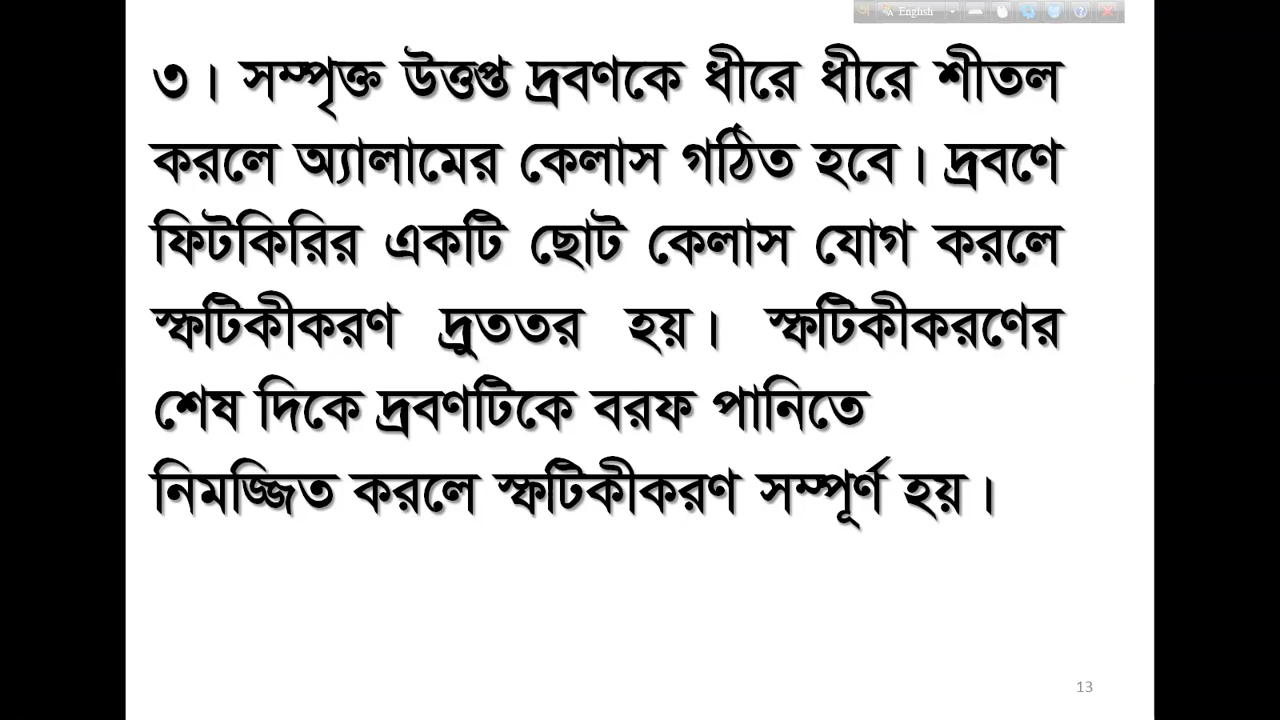 English
৩। সম্পৃক্ত উত্তপ্ত দ্রবণকে ধীরে ধীরে শীতল
করলে অ্যালামের কেলাস গঠিত হবে। দ্রবণে
ফিটকিরির একটি ছোট কেলাস যোগ করলে
স্ফটিকীকরণ দ্রুততর হয়। স্ফটিকীকরণের
শেষ দিকে দ্রবণটিকে বরফ পানিতে
নিমজ্জিত করলে স্ফটিকীকরণ সম্পূর্ণ হয়।
13